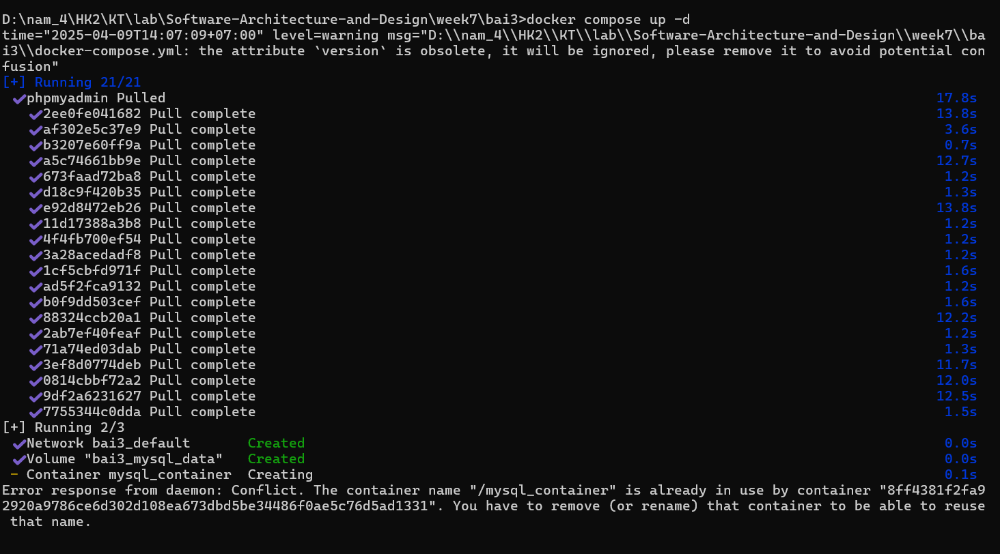 D:\nam_4\HK2\KT\lab\Software-Architecture-and-Design\week7\bai3>docker compose up -d
time="2025-04-09T14:07:09+07:00" level=warning msg="D:\\nam_4\\HK2\\KT\\lab\\Software-Architecture-and-Design\\week7\\ba
i3\\docker-compose.yml: the attribute `version` is obsolete, it will be ignored, please remove it to avoid potential con
fusion"
[+] Running 21/21
✔phpmyadmin Pulled 17.8s
✔2ee0fe041682 Pull complete 13.8s
✔af302e5c37e9 Pull complete 3.6s
✔b3207e60ff9a Pull complete 0.7s
✔a5c74661bb9e Pull complete 12.7s
✔673faad72ba8 Pull complete 1.2s
✔d18c9f420b35 Pull complete 1.3s
✔e92d8472eb26 Pull complete 13.8s
✔11d17388a3b8 Pull complete 1.2s
✔4f4fb700ef54 Pull complete 1.2s
✔3a28acedadf8 Pull complete 1.2s
✔1cf5cbfd971f Pull complete 1.6s
✔ad5f2fca9132 Pull complete 1.2s
✔b0f9dd503cef Pull complete 1.6s
✔88324ccb20a1 Pull complete 12.2s
✔2ab7ef40feaf Pull complete 1.2s
✔71a74ed03dab Pull complete 1.3s
✔3ef8d0774deb Pull complete 11.7s
✔0814cbbf72a2 Pull complete 12.0s
✔9df2a6231627 Pull complete 12.5s
✔7755344c0dda Pull complete 1.5s
[+] Running 2/3
✔Network bai3_default Created 0.0s
✔Volume "bai3_mysql_data" Created 0.0s
- Container mysql_container Creating 0.1s
Error response from daemon: Conflict. The container name "/mysql_container" is already in use by container "8ff4381f2fa9
2920a9786ce6d302d108ea673dbd5be34486f0ae5c76d5ad1331". You have to remove (or rename) that container to be able to reuse
that name.